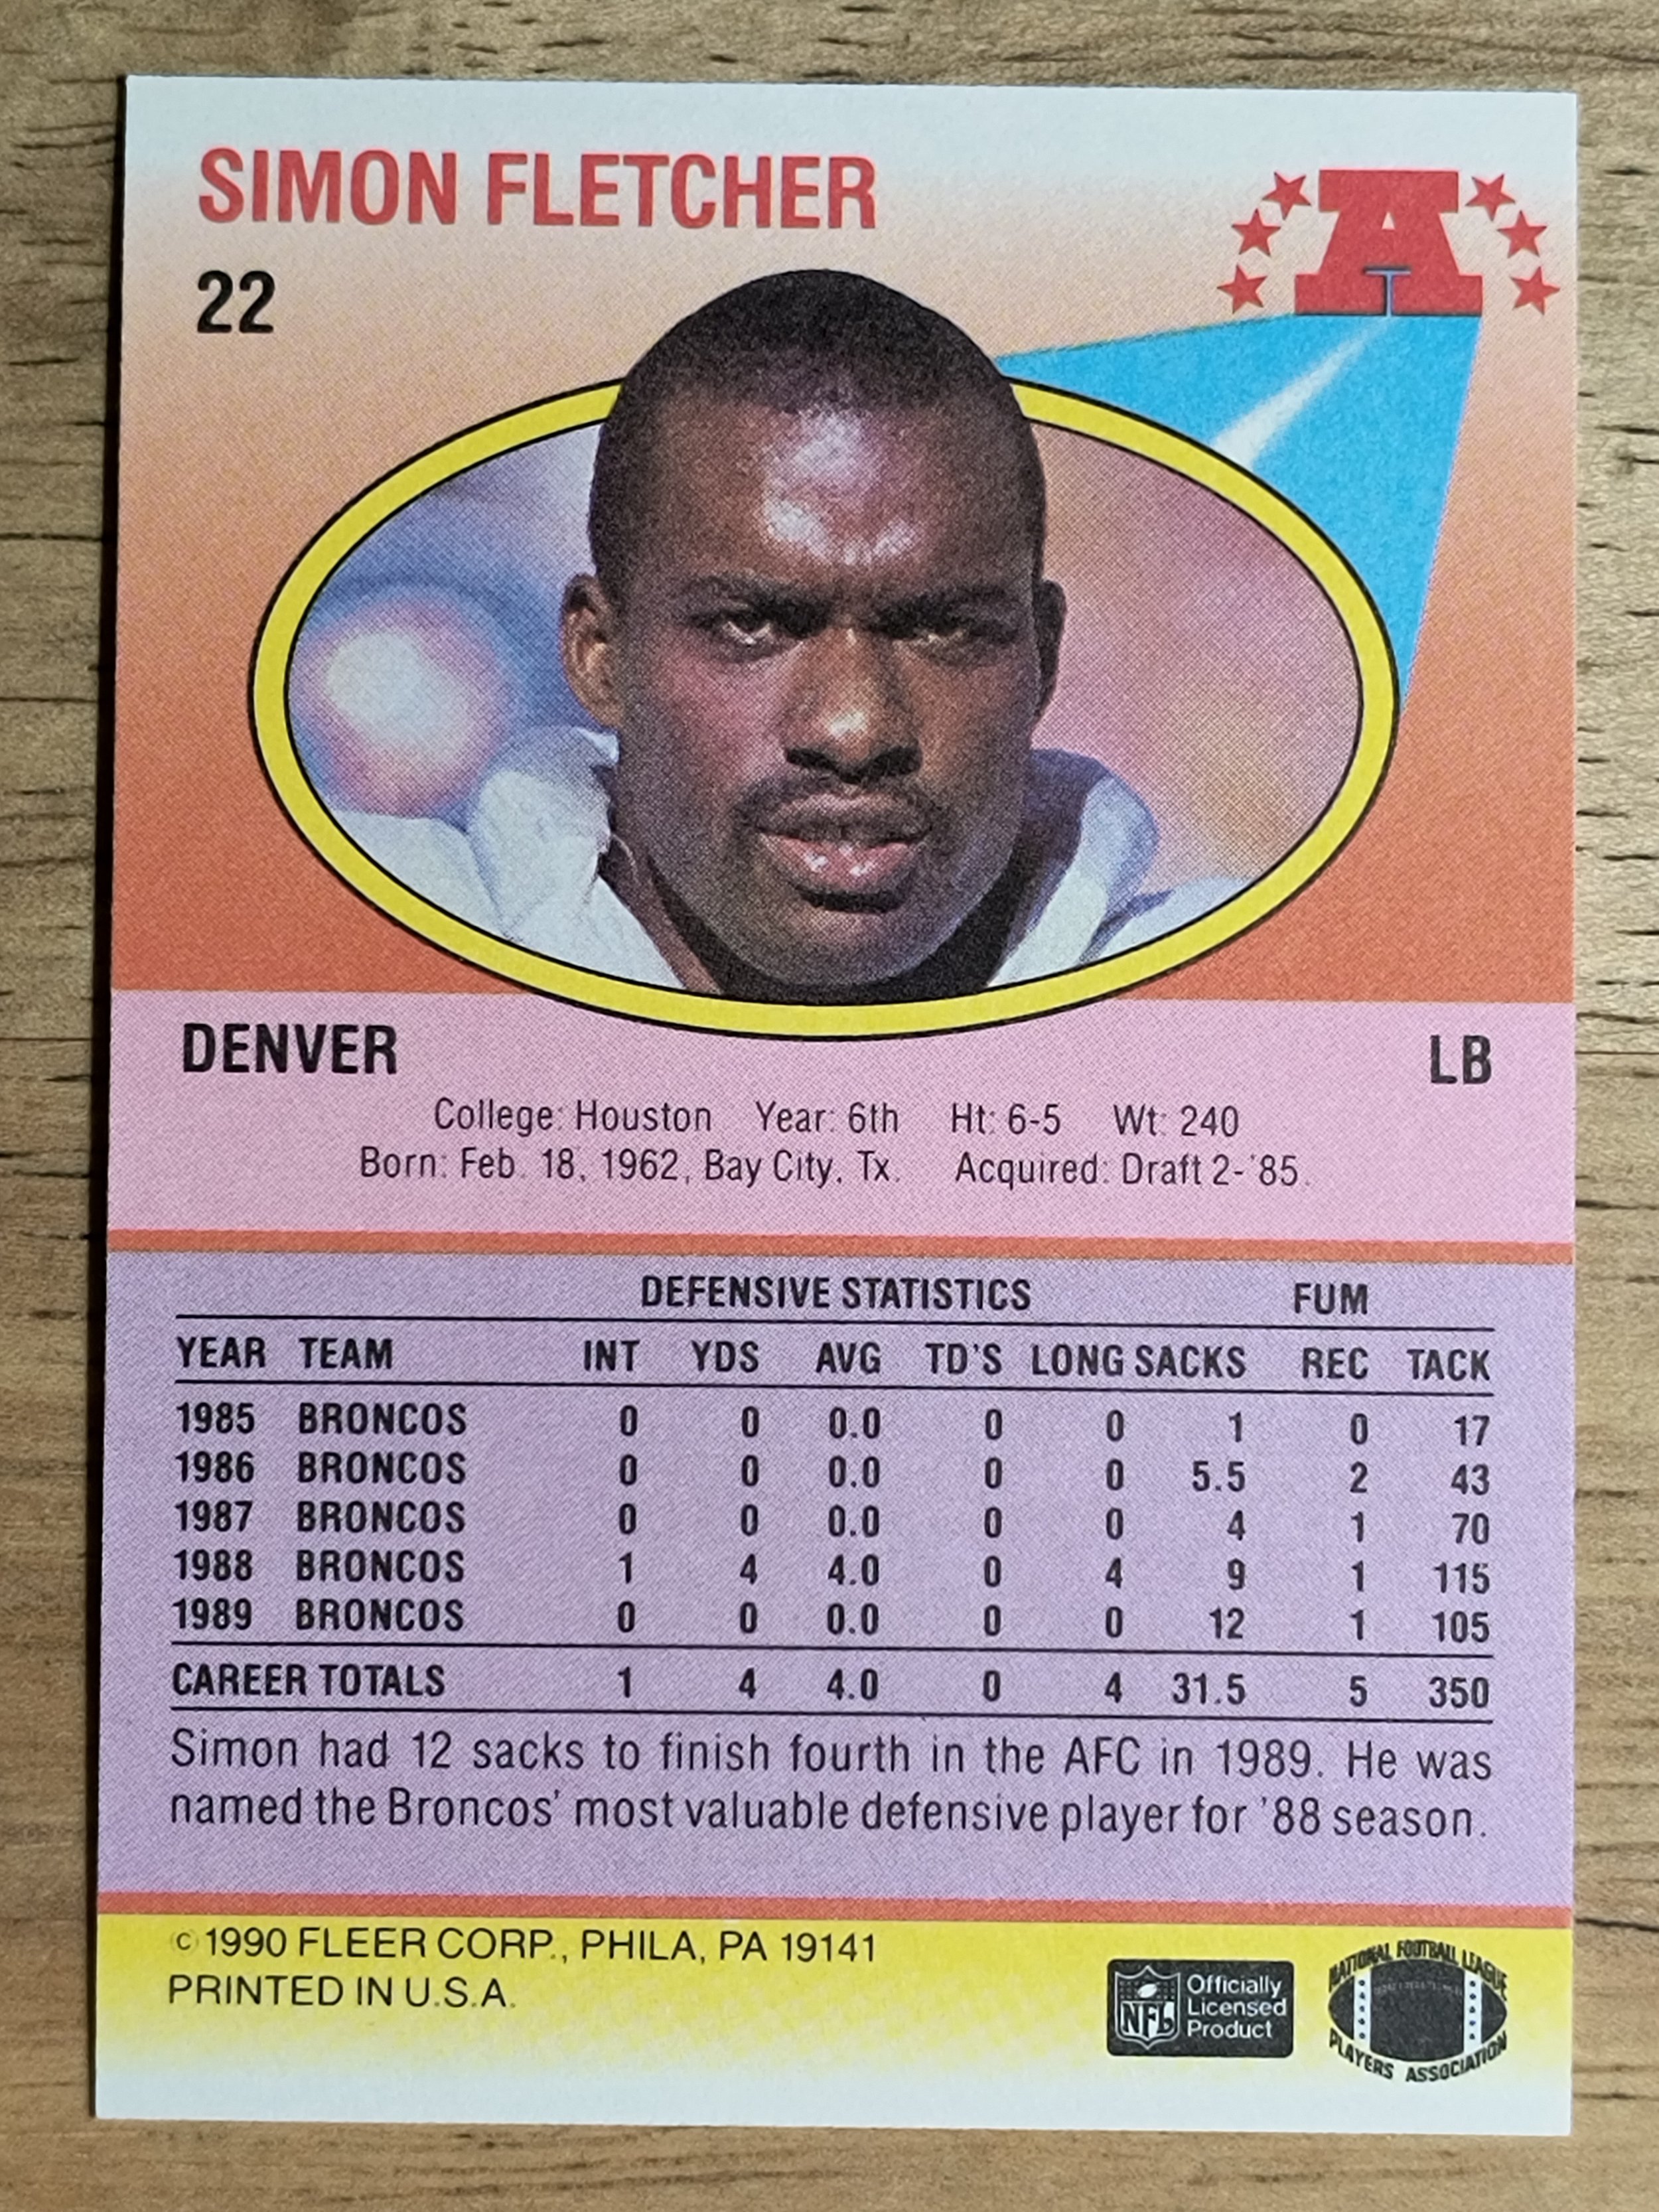 SIMON FLETCHER
22
A
DENVER LB
College: Houston Year: 6th Ht: 6-5 Wt: 240
Born: Feb. 18, 1962, Bay City, Tx. Acquired: Draft 2-'85.
DEFENSIVE STATISTICS FUM
YEAR TEAM INT YDS AVG TD'S LONG SACKS REC TACK
1985 BRONCOS 0 0 0.0 0 0 1 0 17
1986 BRONCOS 0 0 0.0 0 0 5.5 2 43
1987 BRONCOS 0 0 0.0 0 0 4 1 70
1988 BRONCOS 1 4 4.0 0 4 9 1 115
1989 BRONCOS 0 0 0.0 0 0 12 1 105
CAREER TOTALS 1 4 4.0 0 4 31.5 5 350
Simon had 12 sacks to finish fourth in the AFC in 1989. He was
named the Broncos' most valuable defensive player for '88 season.
© 1990 FLEER CORP., PHILA, PA 19141
PRINTED IN U.S.A.
NFL
Officially
Licensed
Product
NATIONAL FOOTBALL LEAGUE
PLAYERS ASSOCIATION